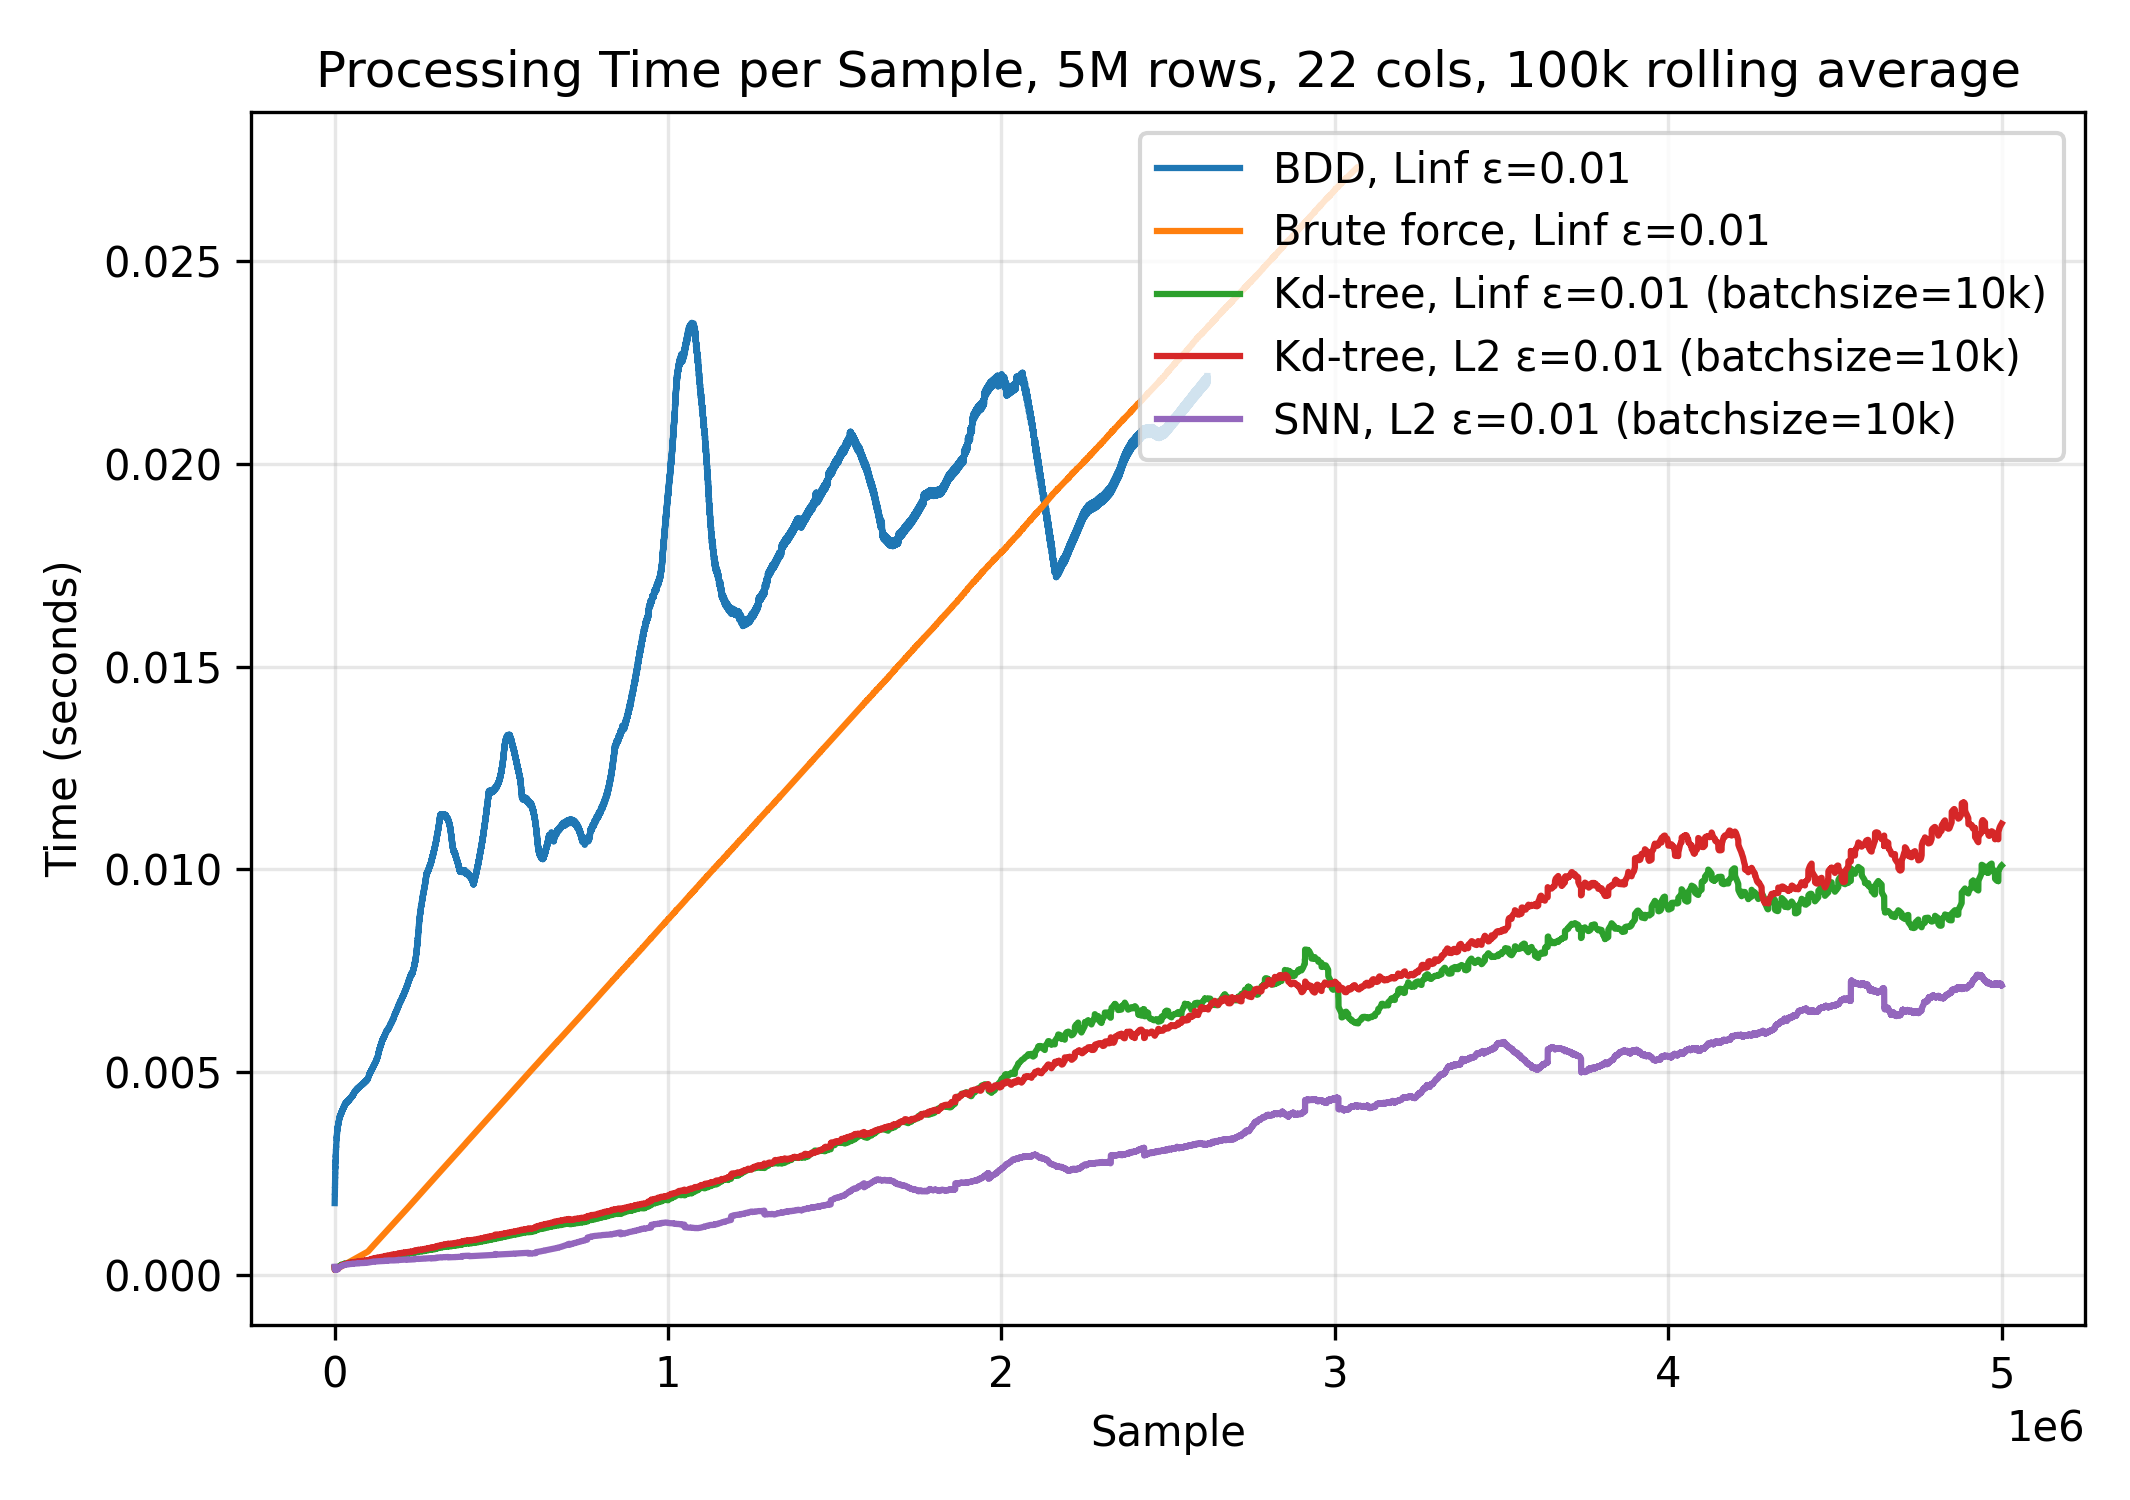 Processing Time per Sample, 5M rows, 22 cols, 100k rolling average
BDD, Linf ε=0.01
Brute force, Linf ε=0.01
Kd-tree, Linf ε=0.01 (batchsize=10k)
Kd-tree, L2 ε=0.01 (batchsize=10k)
SNN, L2 ε=0.01 (batchsize=10k)
Time (seconds)
0.025
0.020
0.015
0.010
0.005
0.000
0 1 2 3 4 5
1e6
Sample